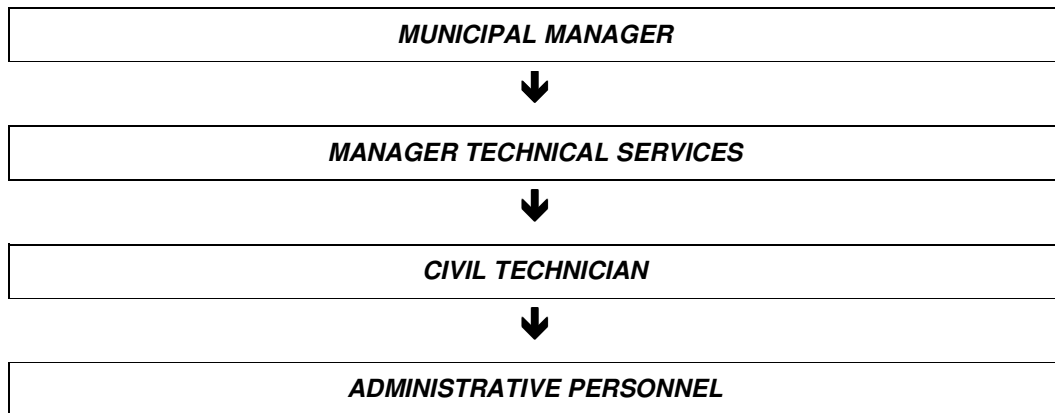 MUNICIPAL MANAGER
MANAGER TECHNICAL SERVICES
CIVIL TECHNICIAN
ADMINISTRATIVE PERSONNEL